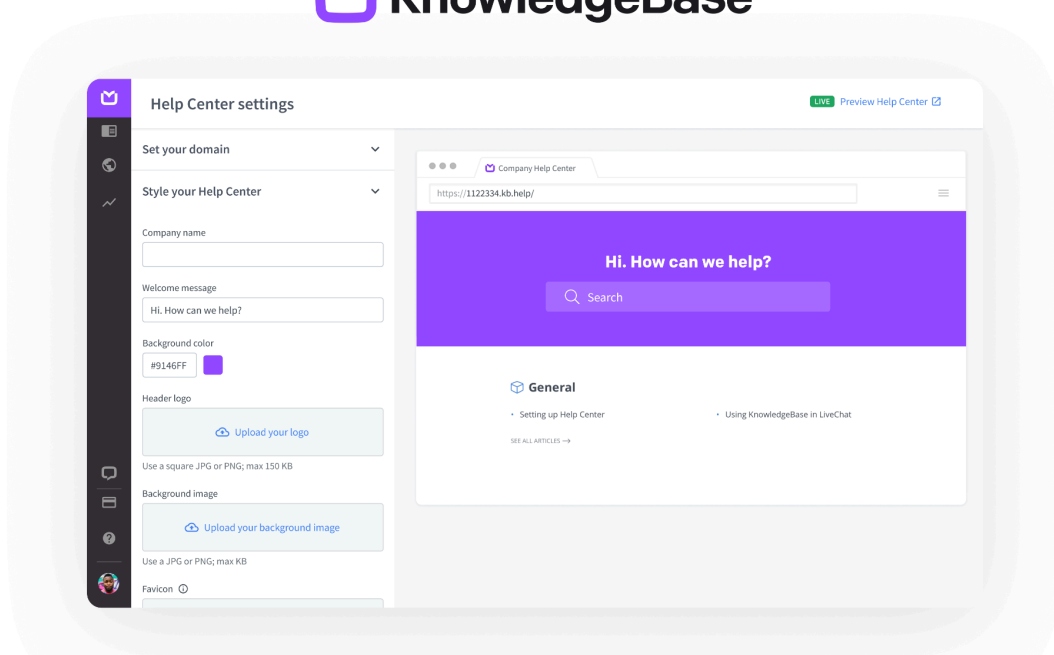 KnowledgeBase
Help Center settings
LIVE Preview Help Center
Set your domain
Style your Help Center
Company name
Welcome message
Hi. How can we help?
Background color
#9146FF
Header logo
Upload your logo
Use a square JPG or PNG; max 150 KB
Background image
Upload your background image
Use a JPG or PNG; max KB
Favicon
Company Help Center
https://1122334.kb.help/
Hi. How can we help?
Search
General
Setting up Help Center
Using KnowledgeBase in LiveChat
SEE ALL ARTICLES